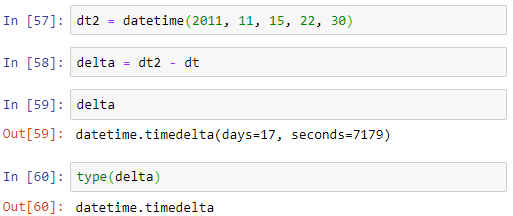 In [57]: dt2 = datetime(2011, 11, 15, 22, 30)
In [58]: delta = dt2 - dt
In [59]: delta
Out[59]: datetime.timedelta(days=17, seconds=7179)
In [60]: type(delta)
Out[60]: datetime.timedelta